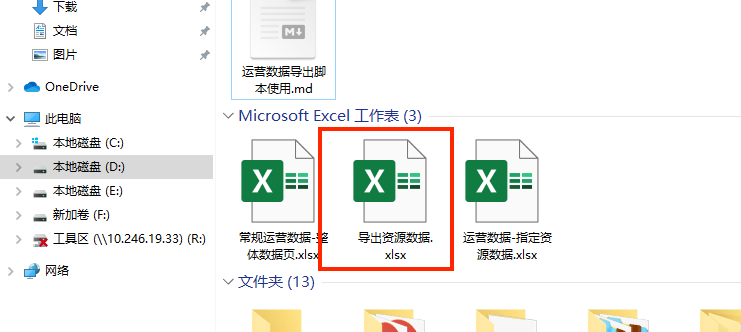 下载
文档
图片
OneDrive
此电脑
本地磁盘 (C:)
本地磁盘 (D:)
本地磁盘 (E:)
新加卷 (F:)
工具区 (\\10.246.19.33) (R:)
网络
M↓
运营数据导出脚
本使用.md
Microsoft Excel 工作表 (3)
X
X
X
常规运营数据-整
体数据页.xlsx
导出资源数据.
xlsx
运营数据-指定资
源数据.xlsx
文件夹 (13)